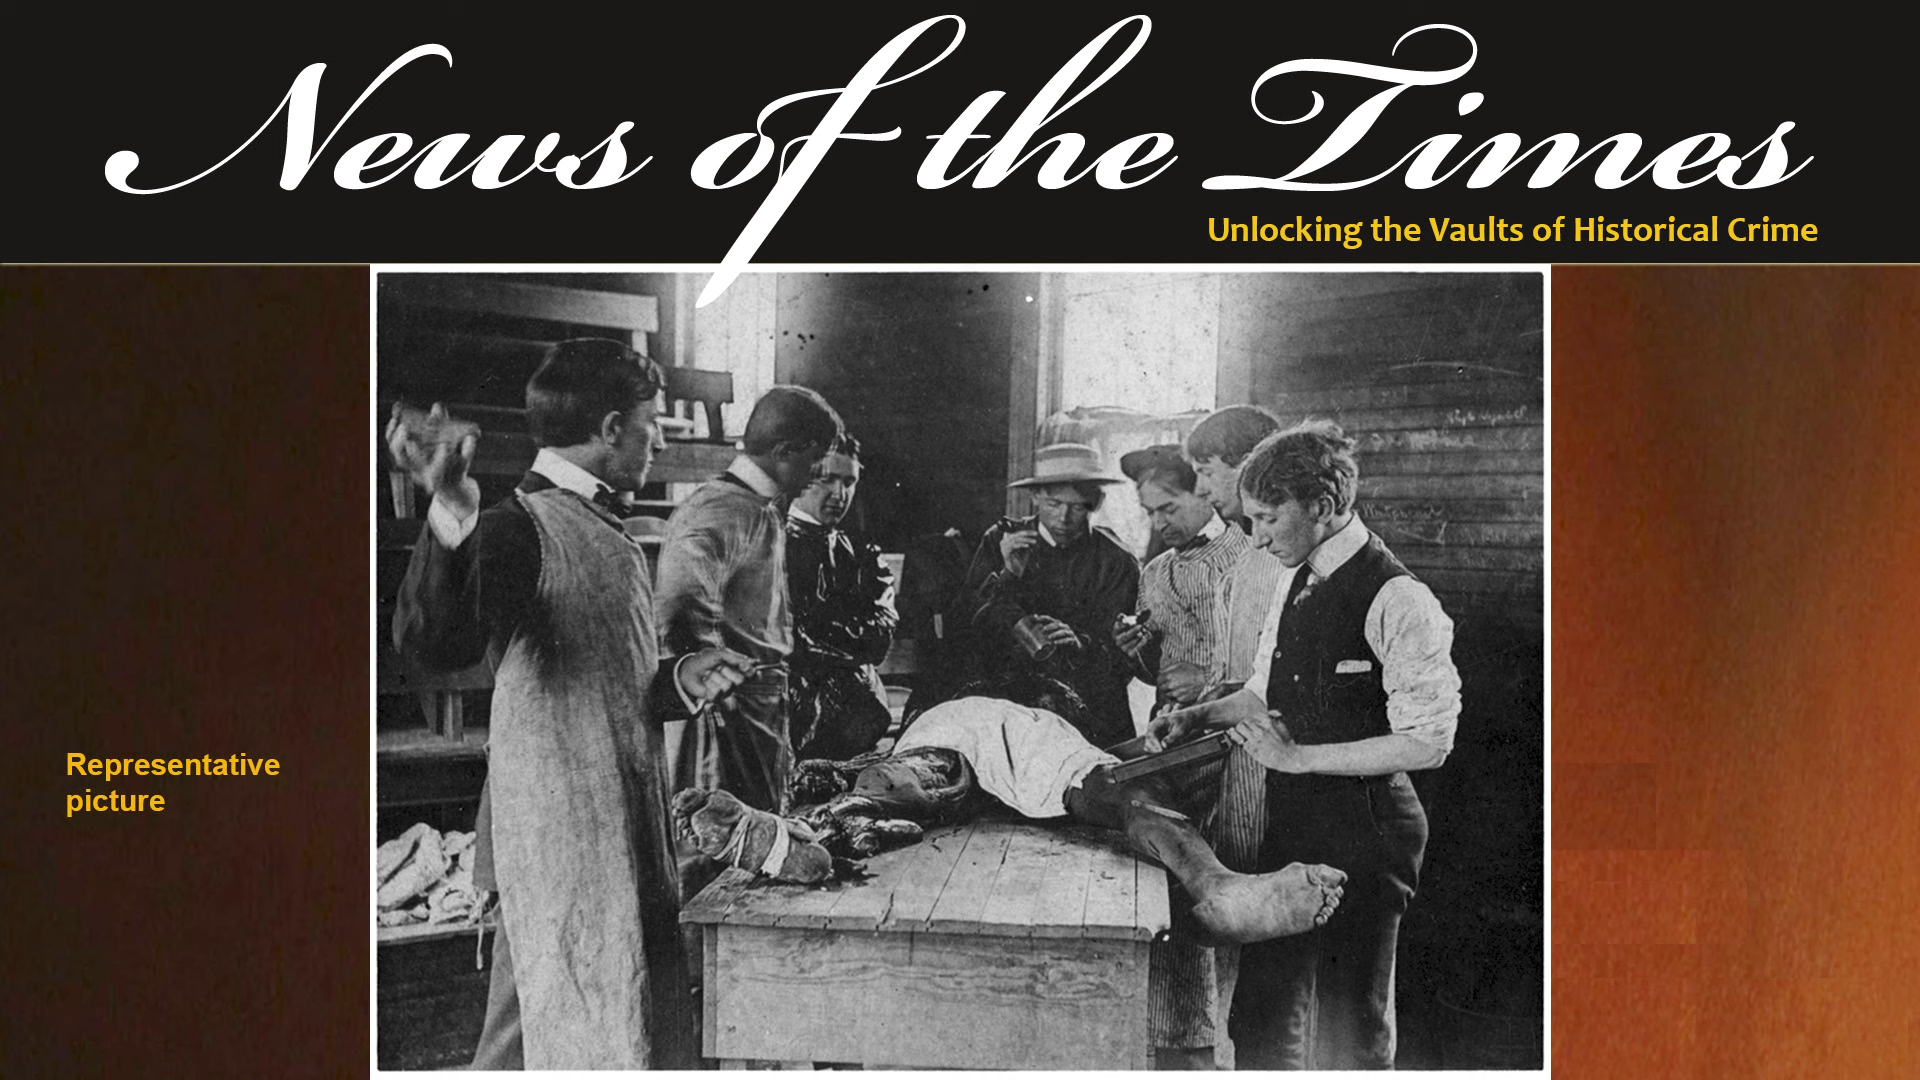 News of the Times
Unlocking the Vaults of Historical Crime
Representative
picture